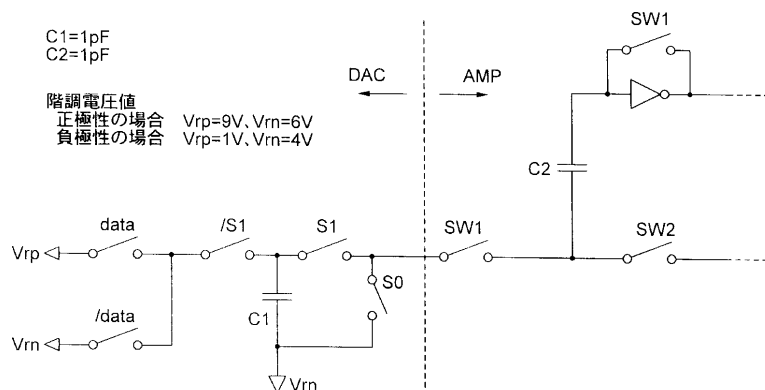 C1=1pF
C2=1pF
階調電圧値
正極性の場合 Vrp=9V、Vrn=6V
負極性の場合 Vrp=1V、Vrn=4V
DAC
AMP
SW1
C2
data
/S1
S1
SW1
SW2
Vrp
S0
C1
/data
Vrn
Vrn